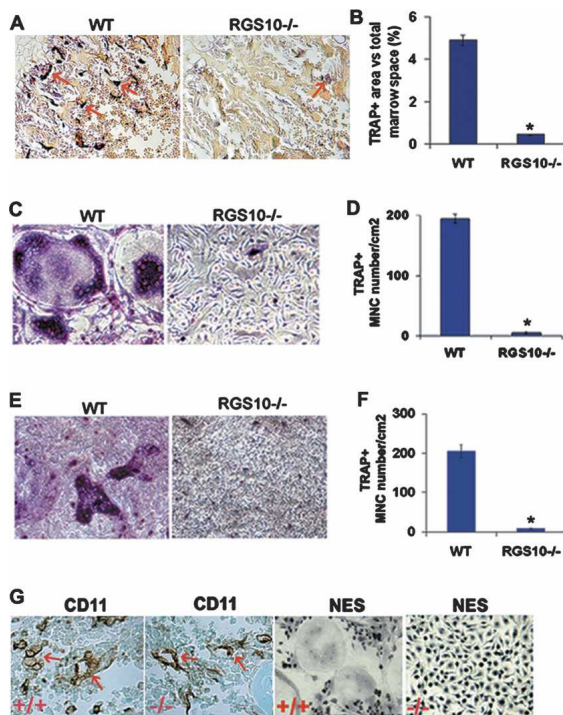 A
WT
RGS10-/-
B
TRAP+ area vs total
marrow space (%)
6
4
2
0
*
WT
RGS10-/-
C
WT
RGS10-/-
D
TRAP+
MNC number/cm2
200
100
0
*
WT
RGS10-/-
E
WT
RGS10-/-
F
TRAP+
MNC number/cm2
300
200
100
0
*
WT
RGS10-/-
G
CD11
CD11
NES
NES
+/+
-/-
+/+
-/-